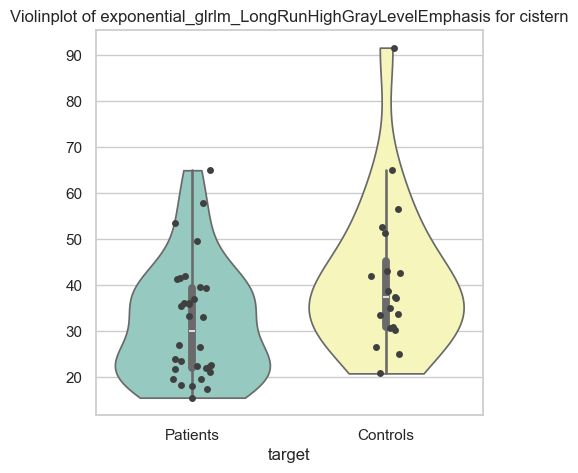 Violinplot of exponential_glrlm_LongRunHighGrayLevelEmphasis for cistern
90
80
70
60
50
40
30
20
Patients
Controls
target